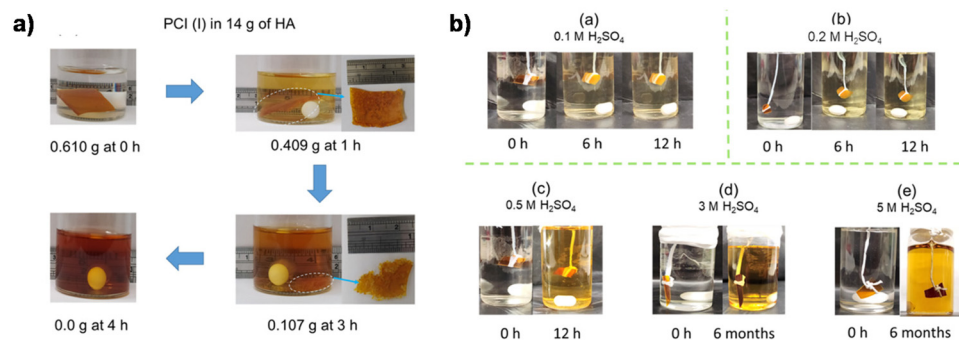 a)
PCI (I) in 14 g of HA
0.610 g at 0 h
0.409 g at 1 h
0.0 g at 4 h
0.107 g at 3 h
b)
(a)
0.1 M H₂SO₄
0 h 6 h 12 h
(b)
0.2 M H₂SO₄
0 h 6 h 12 h
(c)
0.5 M H₂SO₄
0 h 12 h
(d)
3 M H₂SO₄
0 h 6 months
(e)
5 M H₂SO₄
0 h 6 months